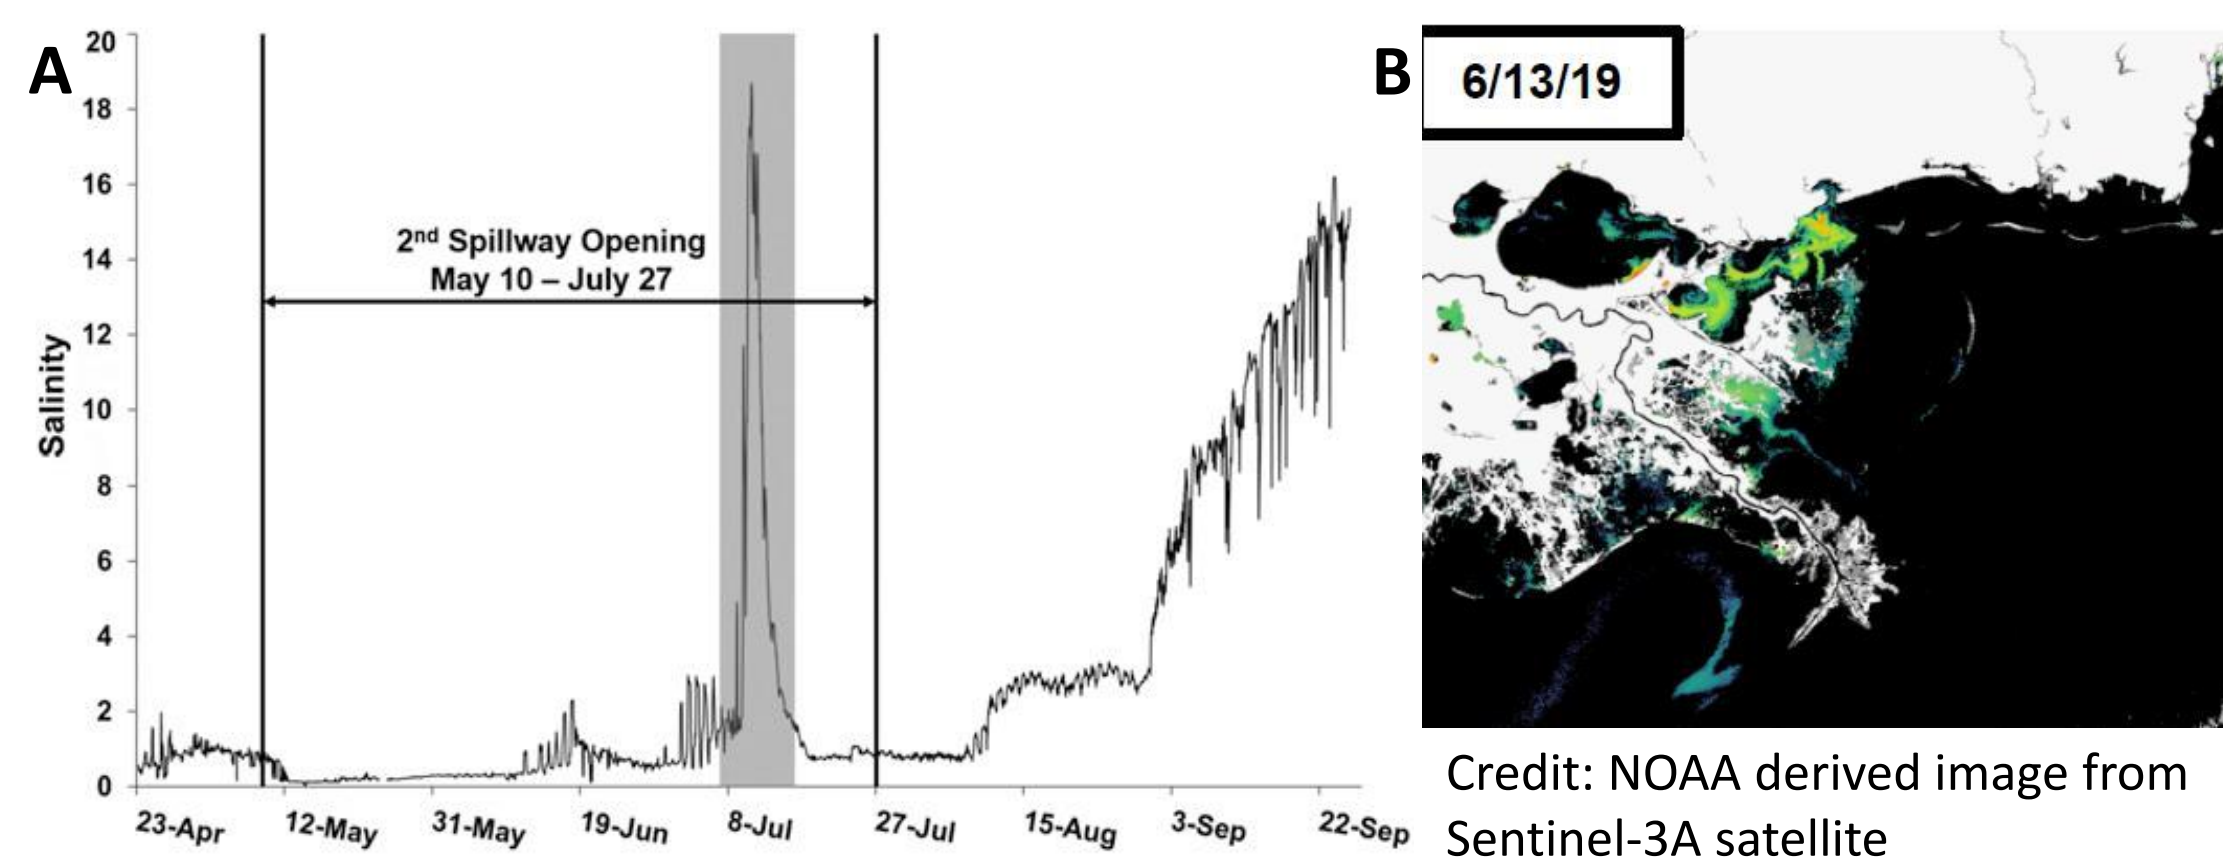 A
20
18
16
14
12
10
8
6
4
2
0
Salinity
2nd Spillway Opening
May 10 – July 27
23-Apr
12-May
31-May
19-Jun
8-Jul
27-Jul
15-Aug
3-Sep
22-Sep
B
6/13/19
Credit: NOAA derived image from
Sentinel-3A satellite